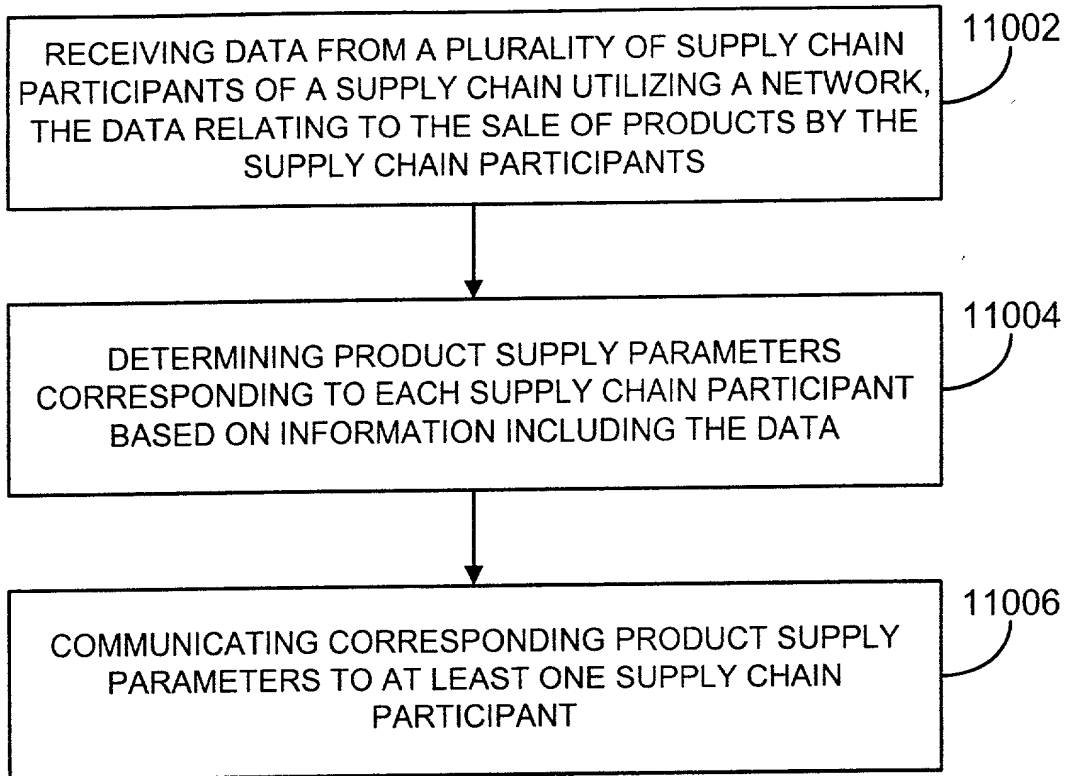 11002
RECEIVING DATA FROM A PLURALITY OF SUPPLY CHAIN
PARTICIPANTS OF A SUPPLY CHAIN UTILIZING A NETWORK,
THE DATA RELATING TO THE SALE OF PRODUCTS BY THE
SUPPLY CHAIN PARTICIPANTS
11004
DETERMINING PRODUCT SUPPLY PARAMETERS
CORRESPONDING TO EACH SUPPLY CHAIN PARTICIPANT
BASED ON INFORMATION INCLUDING THE DATA
11006
COMMUNICATING CORRESPONDING PRODUCT SUPPLY
PARAMETERS TO AT LEAST ONE SUPPLY CHAIN
PARTICIPANT